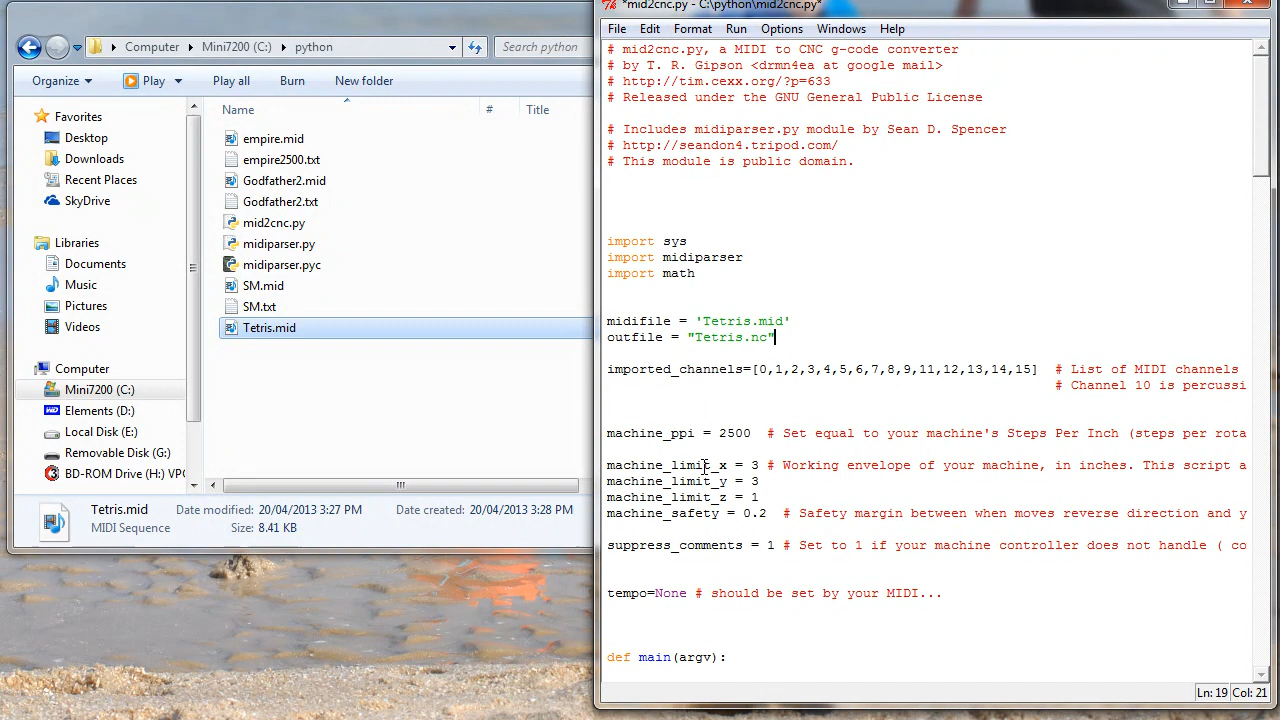 Computer
Mini7200 (C:)
python
Search python
Organize
Play
Play all
Burn
New folder
Favorites
Desktop
Downloads
Recent Places
SkyDrive
Libraries
Documents
Music
Pictures
Videos
Computer
Mini7200 (C:)
Elements (D:)
Local Disk (E:)
Removable Disk (G:)
BD-ROM Drive (H:) VPC
Name # Title
empire.mid
empire2500.txt
Godfather2.mid
Godfather2.txt
mid2cnc.py
midiparser.py
midiparser.pyc
SM.mid
SM.txt
Tetris.mid
Tetris.mid Date modified: 20/04/2013 3:27 PM Date created: 20/04/2013 3:28 PM
MIDI Sequence Size: 8.41 KB
*mid2cnc.py - C:\python\mid2cnc.py*
File Edit Format Run Options Windows Help
# mid2cnc.py, a MIDI to CNC g-code converter
# by T. R. Gipson <drmn4ea at google mail>
# http://tim.cexx.org/?p=633
# Released under the GNU General Public License
# Includes midiparser.py module by Sean D. Spencer
# http://seandon4.tripod.com/
# This module is public domain.
import sys
import midiparser
import math
midifile = 'Tetris.mid'
outfile = "Tetris.nc"
imported_channels=[0,1,2,3,4,5,6,7,8,9,11,12,13,14,15] # List of MIDI channels
# Channel 10 is percussi
machine_ppi = 2500 # Set equal to your machine's Steps Per Inch (steps per rota
machine_limit_x = 3 # Working envelope of your machine, in inches. This script a
machine_limit_y = 3
machine_limit_z = 1
machine_safety = 0.2 # Safety margin between when moves reverse direction and y
suppress_comments = 1 # Set to 1 if your machine controller does not handle ( co
tempo=None # should be set by your MIDI...
def main(argv):
Ln: 19 Col: 21